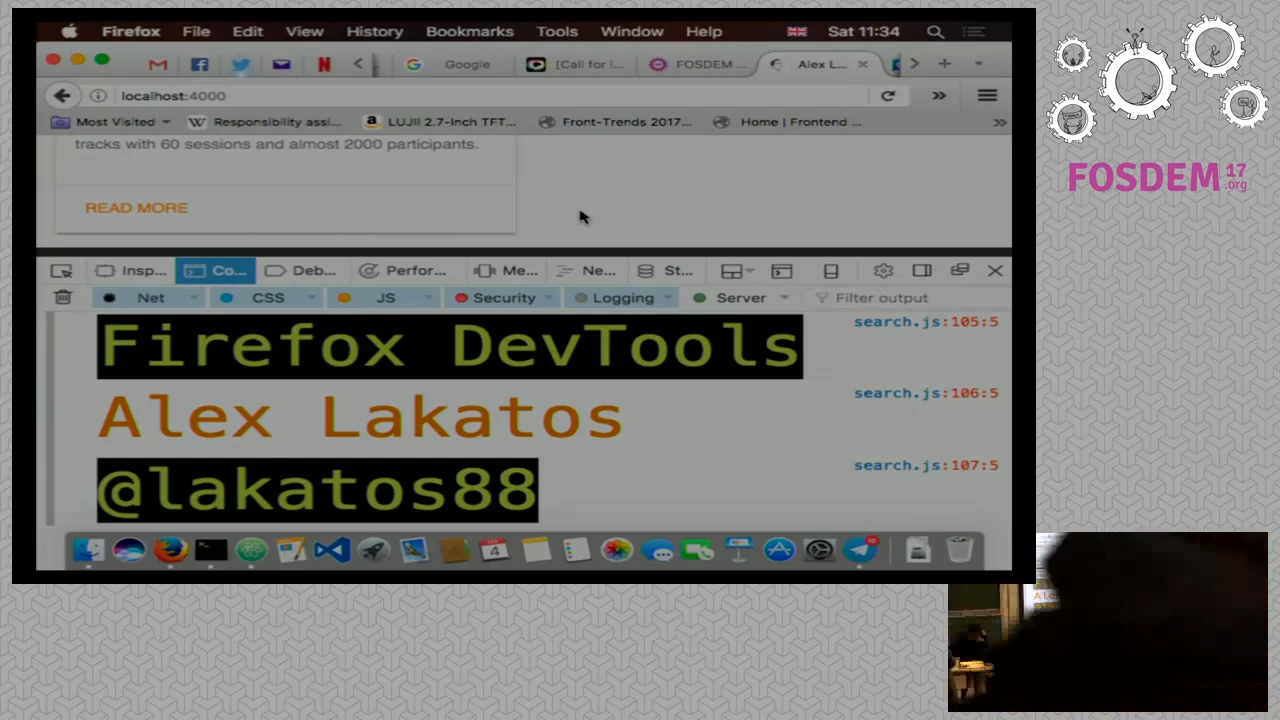 Firefox File Edit View History Bookmarks Tools Window Help Sat 11:34
Google [Call for i... FOSDEM ... Alex L...
localhost:4000
Most Visited Responsibility assi... LUJII 2.7-Inch TFT... Front-Trends 2017... Home | Frontend ...
tracks with 60 sessions and almost 2000 participants.
READ MORE
Insp... Co... Deb... Perfor... Me... Ne... St...
Net CSS JS Security Logging Server Filter output
Firefox DevTools search.js:105:5
Alex Lakatos search.js:106:5
@lakatos88 search.js:107:5
FOSDEM 17 .org